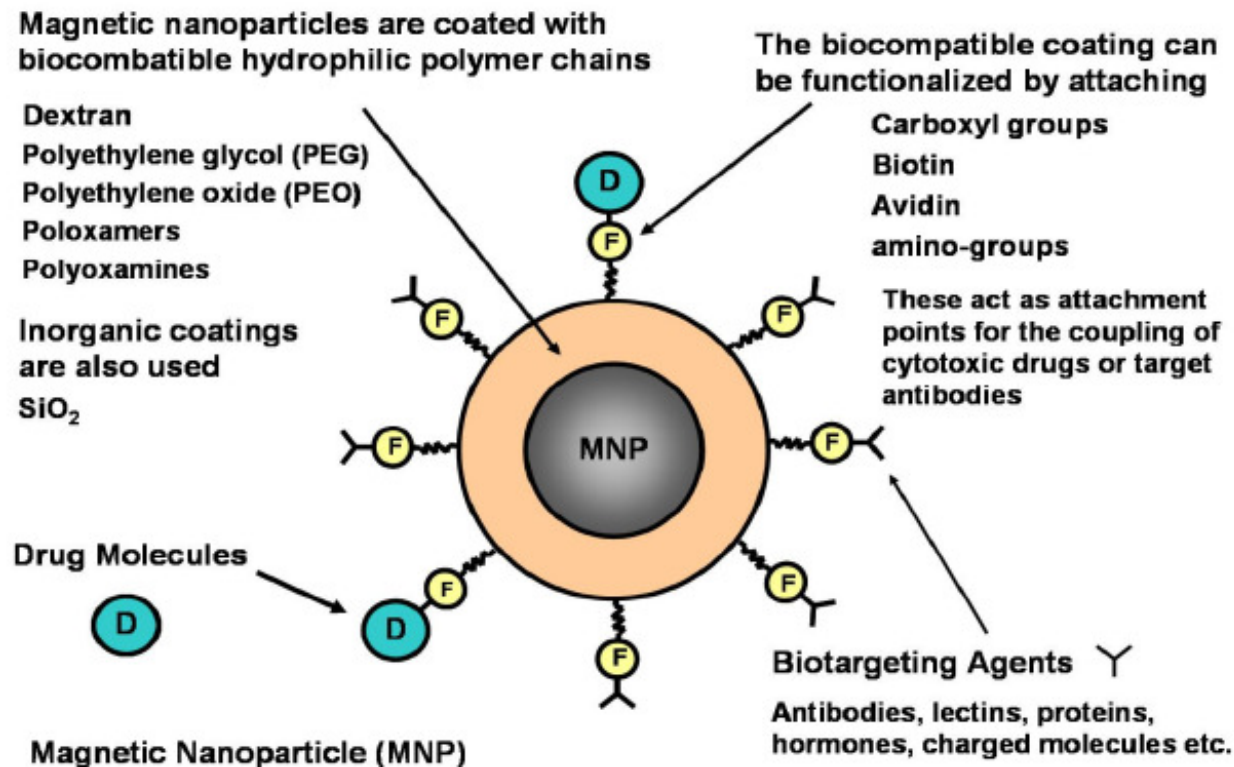 Magnetic nanoparticles are coated with
biocombatible hydrophilic polymer chains
Dextran
Polyethylene glycol (PEG)
Polyethylene oxide (PEO)
Poloxamers
Polyoxamines
Inorganic coatings
are also used
SiO₂
The biocompatible coating can
be functionalized by attaching
Carboxyl groups
Biotin
Avidin
amino-groups
These act as attachment
points for the coupling of
cytotoxic drugs or target
antibodies
D
F
F
F
F
F
MNP
F
F
F
D
F
Drug Molecules
D
Biotargeting Agents
Antibodies, lectins, proteins,
hormones, charged molecules etc.
Magnetic Nanoparticle (MNP)